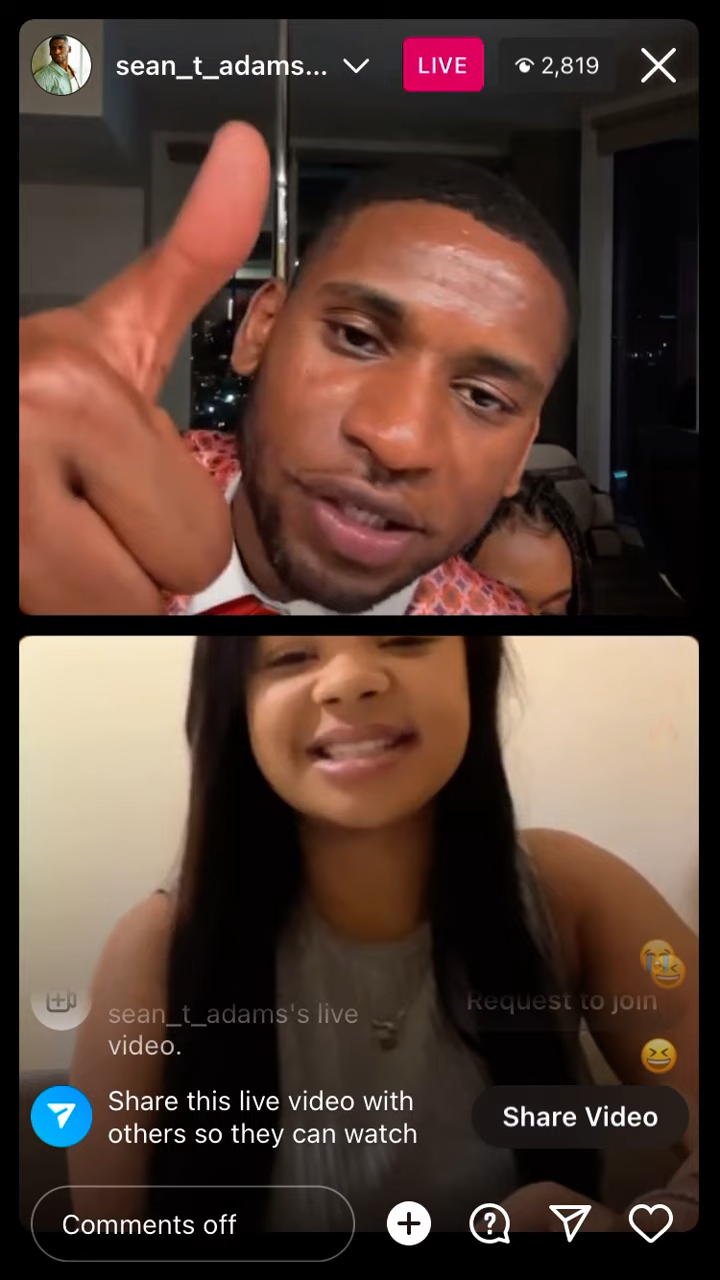 sean_t_adams...
LIVE
2,819
Request to join
sean_t_adams's live
video.
Share this live video with
others so they can watch
Share Video
Comments off